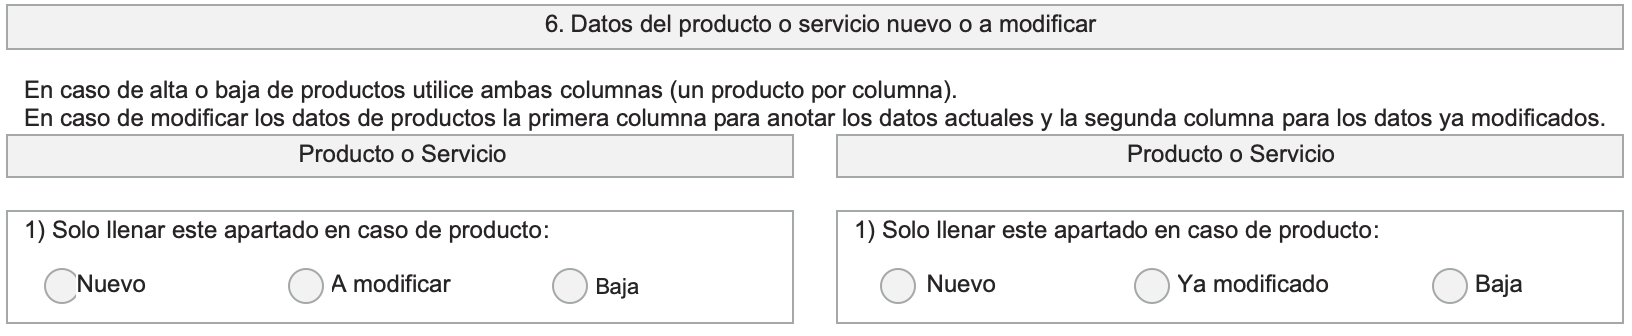 6. Datos del producto o servicio nuevo o a modificar
En caso de alta o baja de productos utilice ambas columnas (un producto por columna).
En caso de modificar los datos de productos la primera columna para anotar los datos actuales y la segunda columna para los datos ya modificados.
Producto o Servicio
1) Solo llenar este apartado en caso de producto:
Nuevo A modificar Baja
Producto o Servicio
1) Solo llenar este apartado en caso de producto:
Nuevo Ya modificado Baja